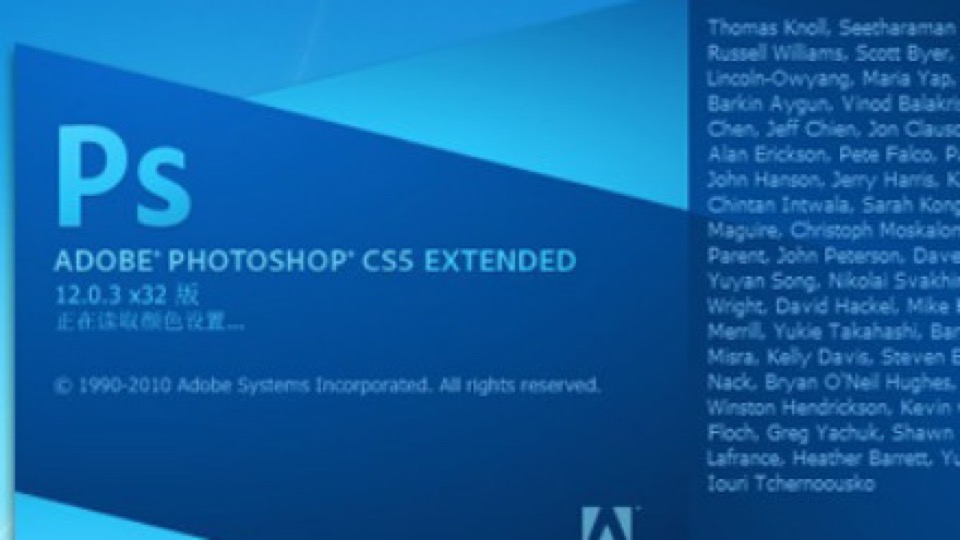 Ps
ADOBE® PHOTOSHOP® CS5 EXTENDED
12.0.3 x32 版
正在读取颜色设置...
© 1990-2010 Adobe Systems Incorporated. All rights reserved.
Thomas Knoll, Seetharaman
Russell Williams, Scott Byer,
Lincoln-Owyang, Maria Yap,
Barkin Aygun, Vinod Balakris
Chen, Jeff Chien, Jon Claus
Alan Erickson, Pete Falco, P
John Hanson, Jerry Harris, K
Chintan Intwala, Sarah Kong
Maguire, Christoph Moskalon
Parent, John Peterson, Dave
Yuyan Song, Nikolai Svakhin
Wright, David Hackel, Mike
Merrill, Yukie Takahashi, Bar
Misra, Kelly Davis, Steven E
Nack, Bryan O'Neil Hughes,
Winston Hendrickson, Kevin
Floch, Greg Yachuk, Shawn
Lafrance, Heather Barrett, Yu
Iouri Tchernoousko